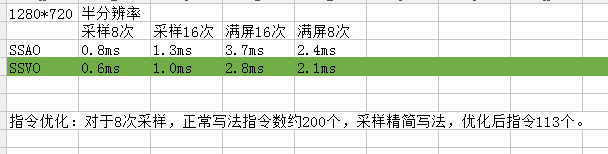 1280*720 半分辨率
采样8次 采样16次 满屏16次 满屏8次
SSAO 0.8ms 1.3ms 3.7ms 2.4ms
SSVO 0.6ms 1.0ms 2.8ms 2.1ms
指令优化：对于8次采样，正常写法指令数约200个，采样精简写法，优化后指令113个。